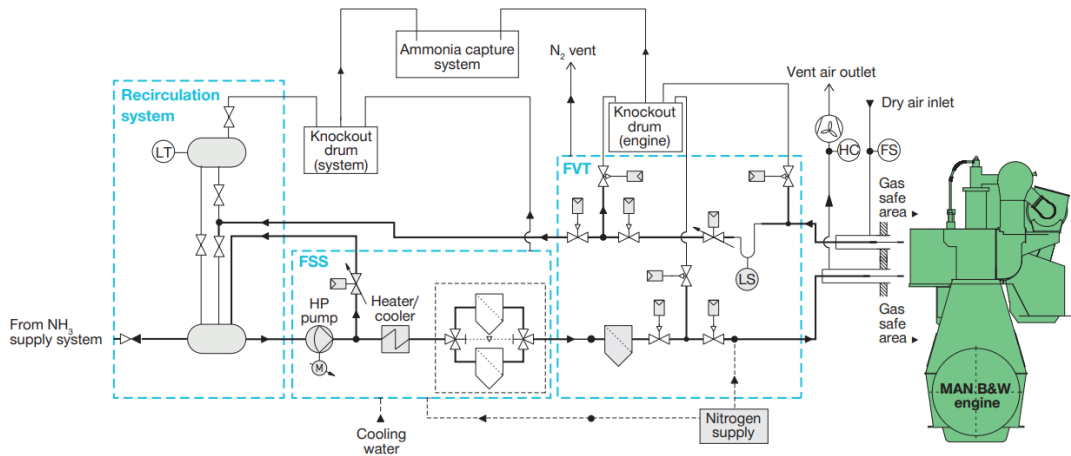 Ammonia capture
system
N₂ vent
Vent air outlet
Dry air inlet
Recirculation
system
Knockout
drum
(system)
Knockout
drum
(engine)
LT
HC
FS
FVT
Gas
safe
area
FSS
LS
HP
pump
Heater/
cooler
From NH₃
supply system
M
Gas
safe
area
MAN B&W
engine
Nitrogen
supply
Cooling
water